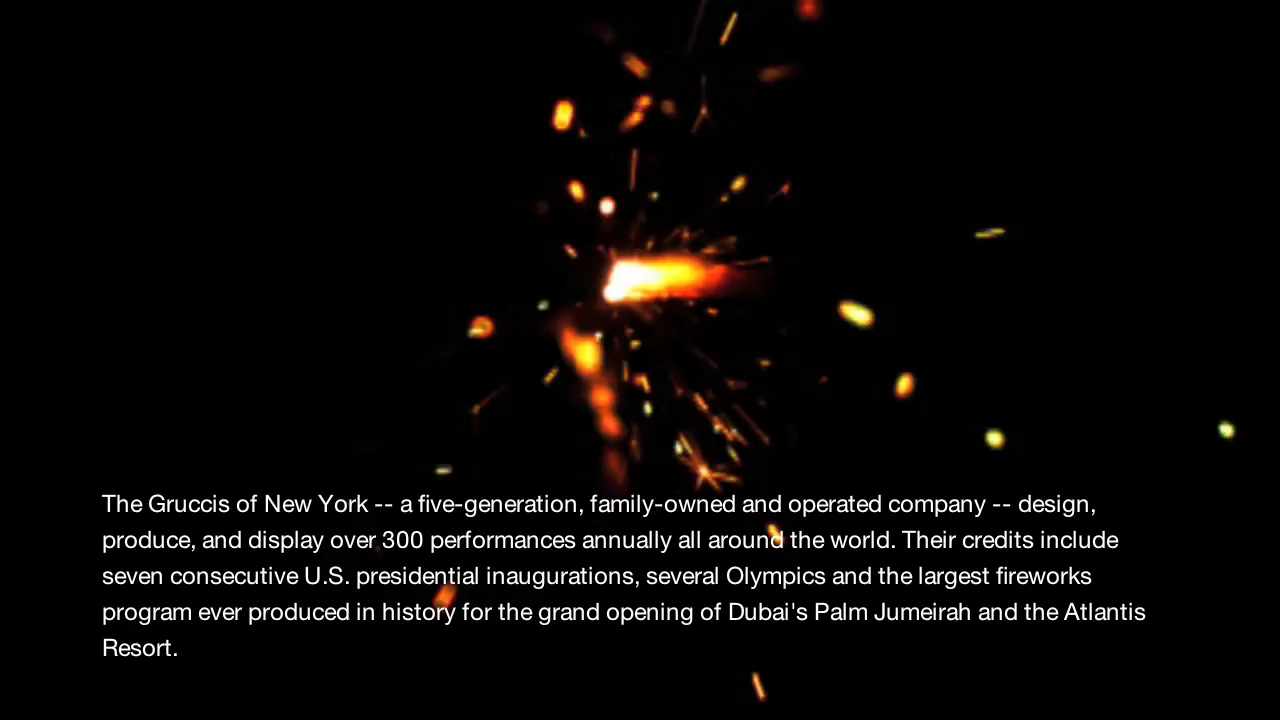 The Gruccis of New York -- a five-generation, family-owned and operated company -- design,
produce, and display over 300 performances annually all around the world. Their credits include
seven consecutive U.S. presidential inaugurations, several Olympics and the largest fireworks
program ever produced in history for the grand opening of Dubai's Palm Jumeirah and the Atlantis
Resort.